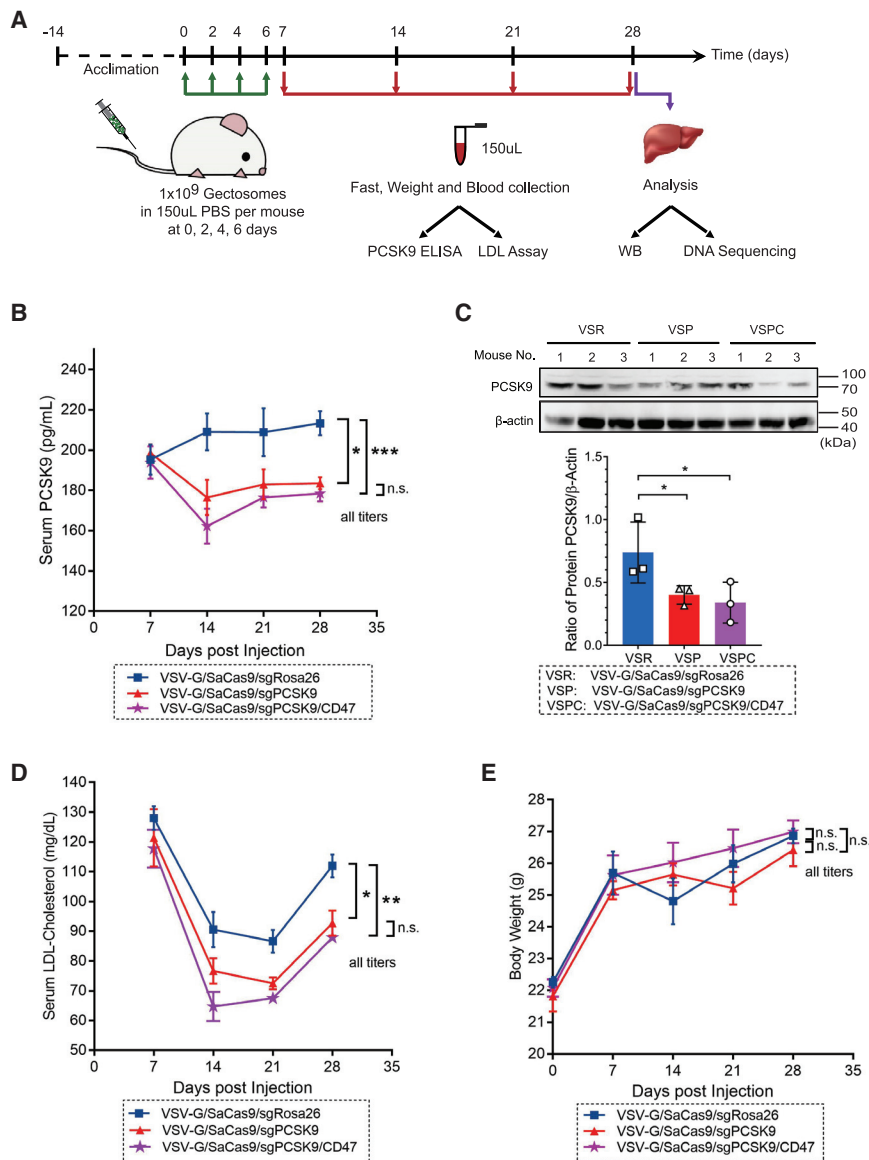 A
-14
0
2
4
6
7
14
21
28
Time (days)
Acclimation
1x10⁹ Gectosomes
in 150uL PBS per mouse
at 0, 2, 4, 6 days
150uL
Fast, Weight and Blood collection
PCSK9 ELISA
LDL Assay
Analysis
WB
DNA Sequencing
B
Serum PCSK9 (pg/mL)
220
200
180
160
140
120
0
7
14
21
28
35
Days post Injection
*
***
n.s.
all titers
VSV-G/SaCas9/sgRosa26
VSV-G/SaCas9/sgPCSK9
VSV-G/SaCas9/sgPCSK9/CD47
C
VSR
VSP
VSPC
Mouse No.
1
2
3
1
2
3
1
2
3
PCSK9
100
70
β-actin
50
40
(kDa)
Ratio of Protein PCSK9/β-Actin
1.5
1.0
0.5
0.0
*
*
VSR
VSP
VSPC
VSR: VSV-G/SaCas9/sgRosa26
VSP: VSV-G/SaCas9/sgPCSK9
VSPC: VSV-G/SaCas9/sgPCSK9/CD47
D
Serum LDL-Cholesterol (mg/dL)
140
130
120
110
100
90
80
70
60
50
0
7
14
21
28
35
Days post Injection
*
**
n.s.
all titers
VSV-G/SaCas9/sgRosa26
VSV-G/SaCas9/sgPCSK9
VSV-G/SaCas9/sgPCSK9/CD47
E
Body Weight (g)
28
27
26
25
24
23
22
21
20
0
7
14
21
28
35
Days post Injection
n.s.
n.s.
n.s
all titers
VSV-G/SaCas9/sgRosa26
VSV-G/SaCas9/sgPCSK9
VSV-G/SaCas9/sgPCSK9/CD47